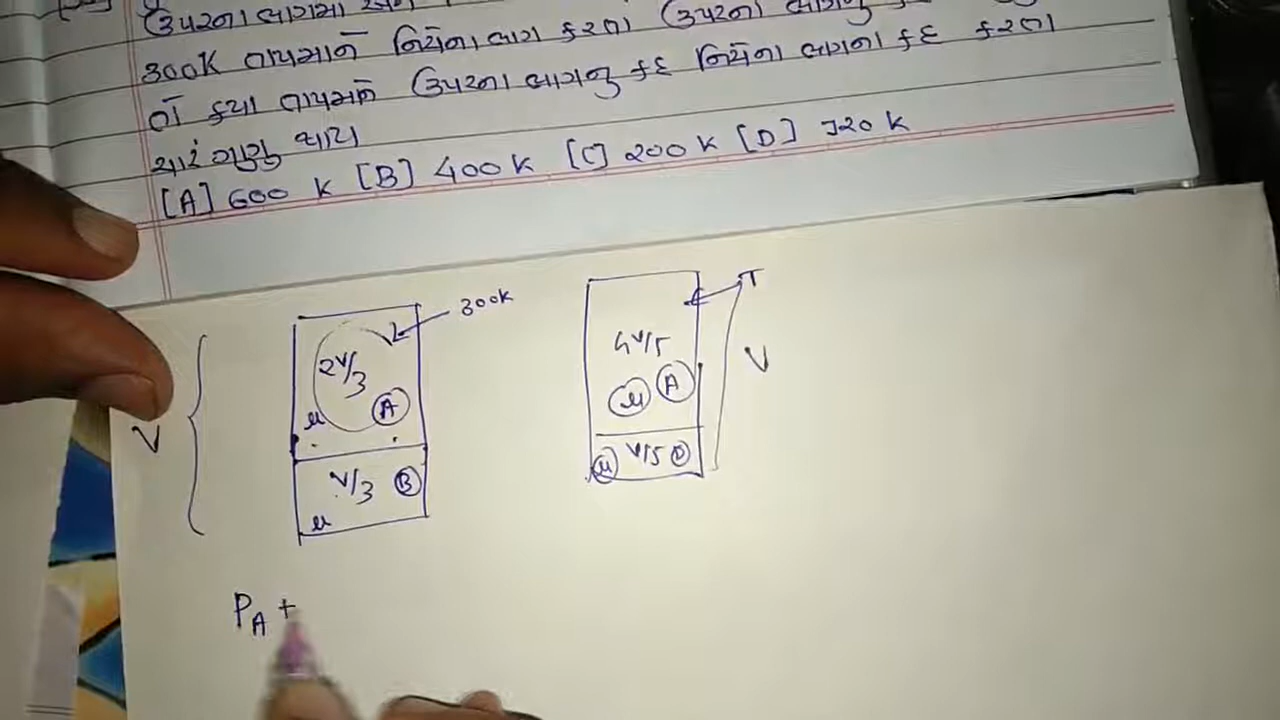 ઉપરના ભાગમાં
300K તાપમાને નિચેના ભાગ કરતા ઉપરના ભાગનુ
તો કયા તાપમાને ઉપરના ભાગનુ કદ નિચેના ભાગના કદ કરતા
ચાર ગણુ થાય
[A] 600 K [B] 400 K [C] 200 K [D]
300K
T
2V/3
4V/5
V
μ A
μ A
V
V/3 B
μ V/5
μ
PA +